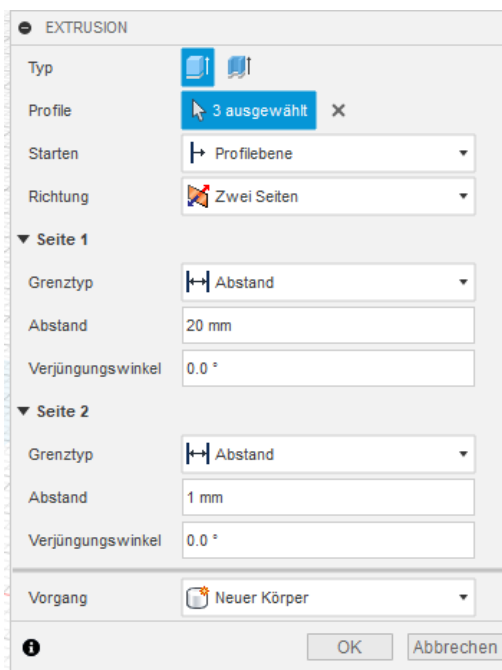 EXTRUSION
Typ
Profile 3 ausgewählt
Starten Profilebene
Richtung Zwei Seiten
Seite 1
Grenztyp Abstand
Abstand 20 mm
Verjüngungswinkel 0.0 °
Seite 2
Grenztyp Abstand
Abstand 1 mm
Verjüngungswinkel 0.0 °
Vorgang Neuer Körper
OK Abbrechen